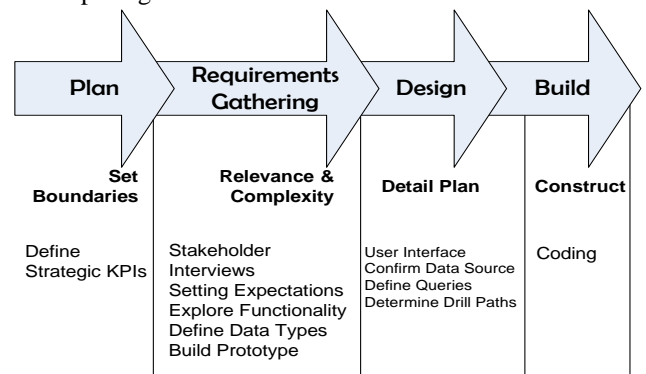 Plan
Requirements
Gathering
Design
Build
Set
Boundaries
Relevance &
Complexity
Detail Plan
Construct
Define
Strategic KPIs
Stakeholder
Interviews
Setting Expectations
Explore Functionality
Define Data Types
Build Prototype
User Interface
Confirm Data Source
Define Queries
Determine Drill Paths
Coding